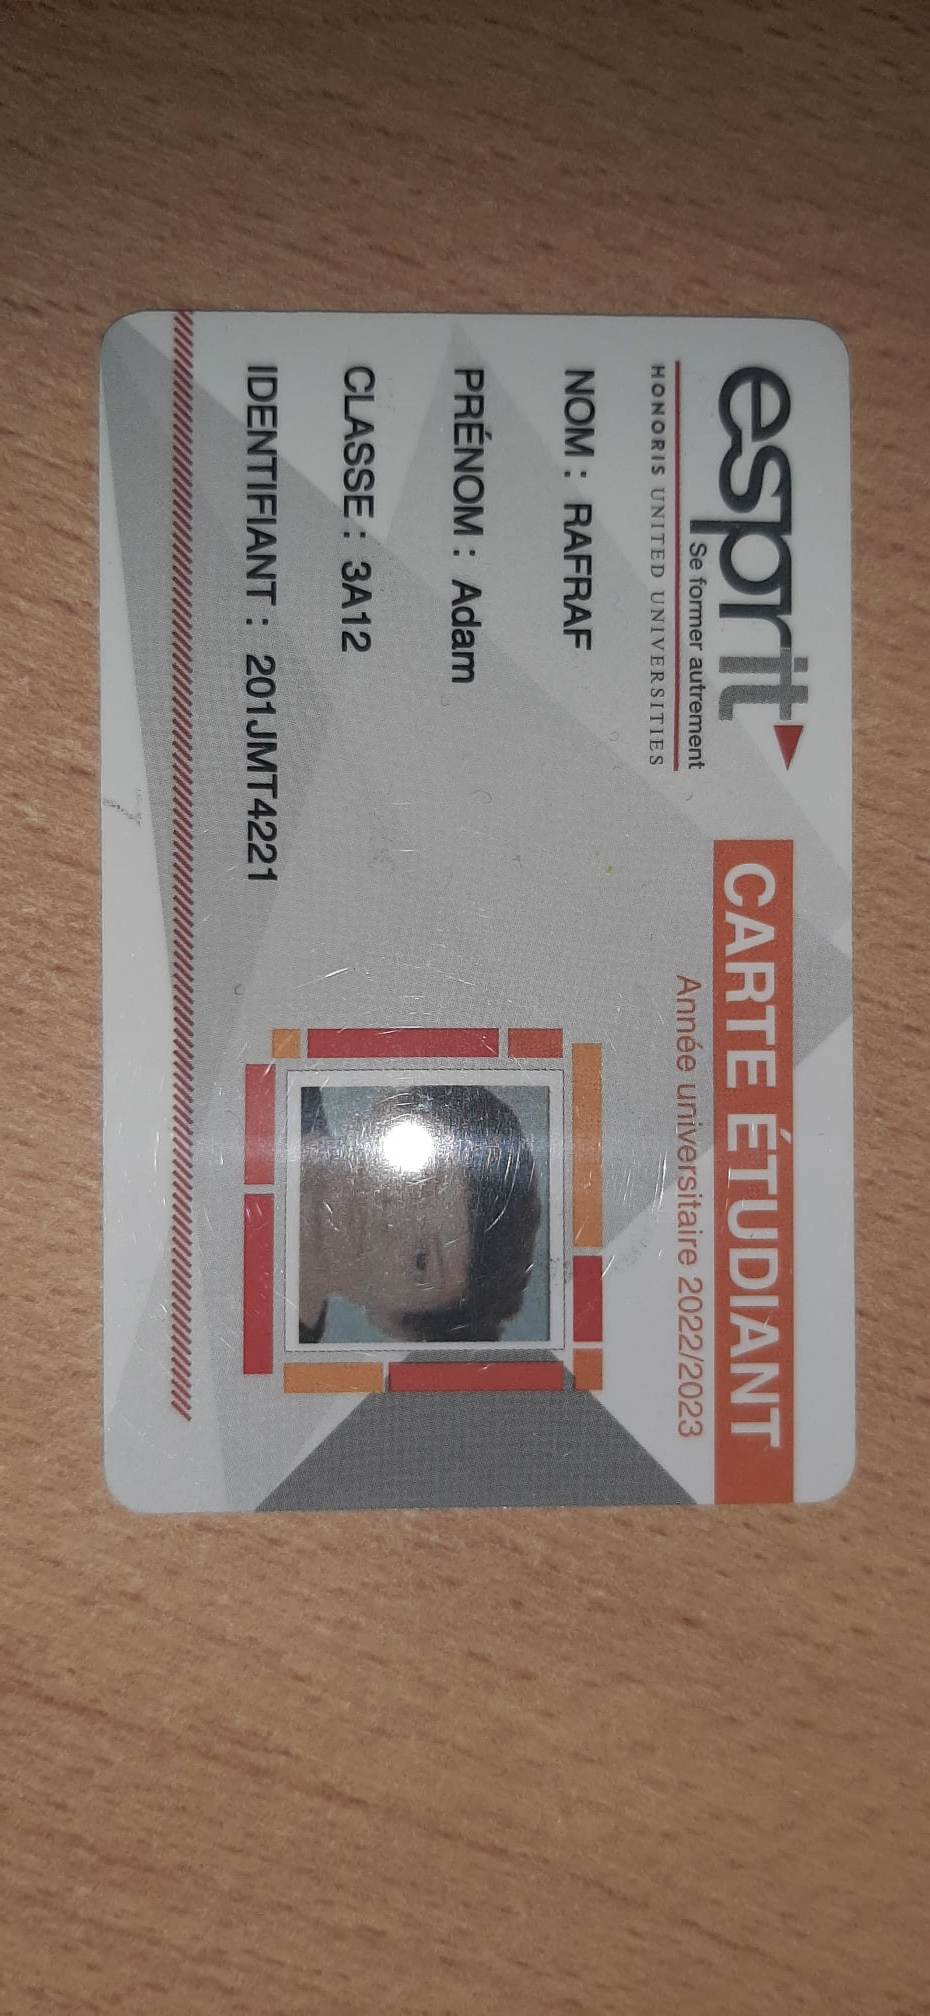 esprit
Se former autrement
HONORIS UNITED UNIVERSITIES
CARTE ÉTUDIANT
Année universitaire 2022/2023
NOM : RAFRAF
PRÉNOM : Adam
CLASSE : 3A12
IDENTIFIANT : 201JMT4221